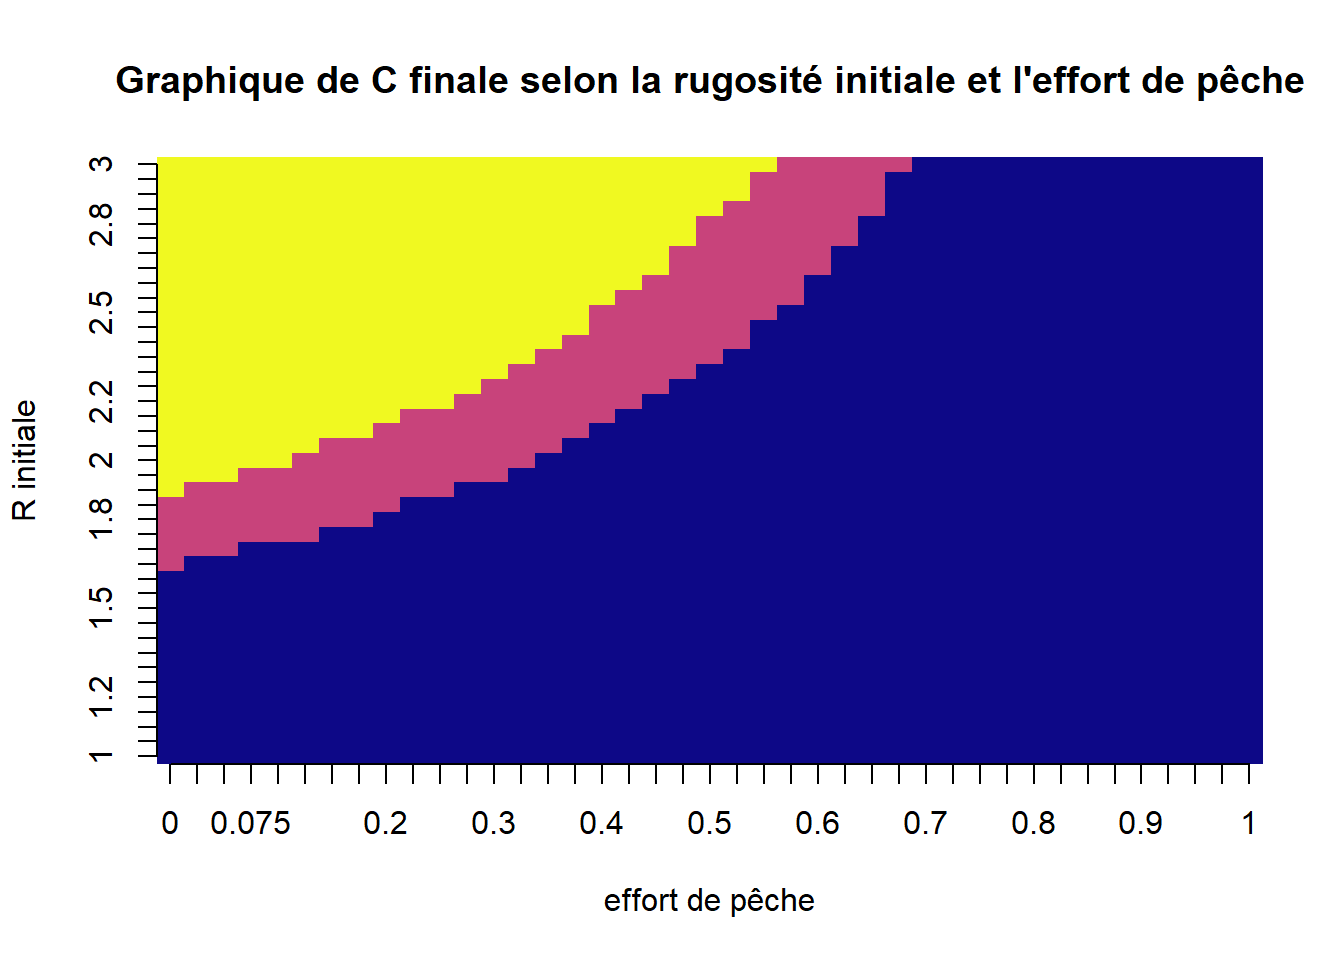 Graphique de C finale selon la rugosité initiale et l'effort de pêche
3
2.8
2.5
2.2
2
1.8
1.5
1.2
1
R initiale
0 0.075 0.2 0.3 0.4 0.5 0.6 0.7 0.8 0.9 1
effort de pêche